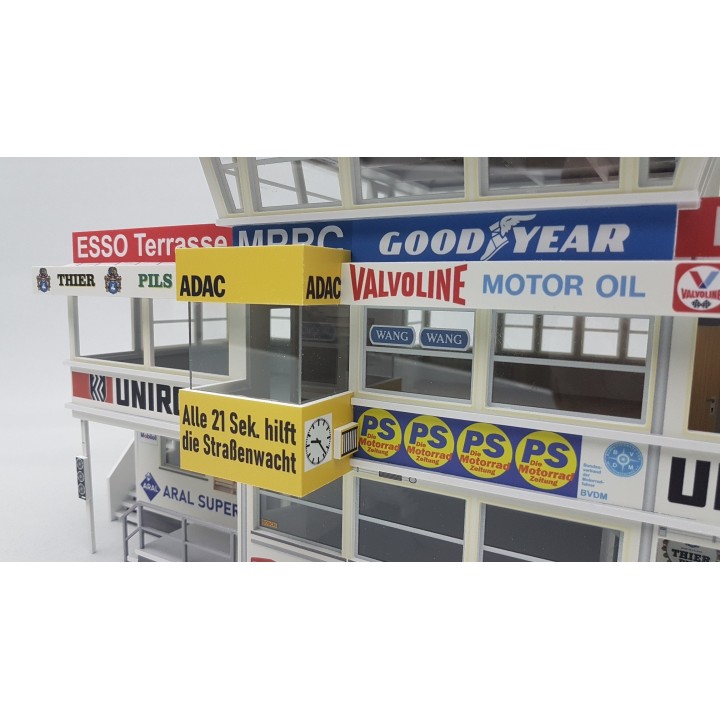 ESSO Terrasse
GOODYEAR
THIER PILS
ADAC
ADAC
VALVOLINE MOTOR OIL
VALVOLINE
WANG
WANG
Alle 21 Sek. hilft
die Straßenwacht
PS
Die
Motorrad
Zeitung
PS
Die
Motorrad
Zeitung
PS
Die
Motorrad
Zeitung
PS
Die
Motorrad
Zeitung
BVDM
ARAL
ARAL SUPER
THIER